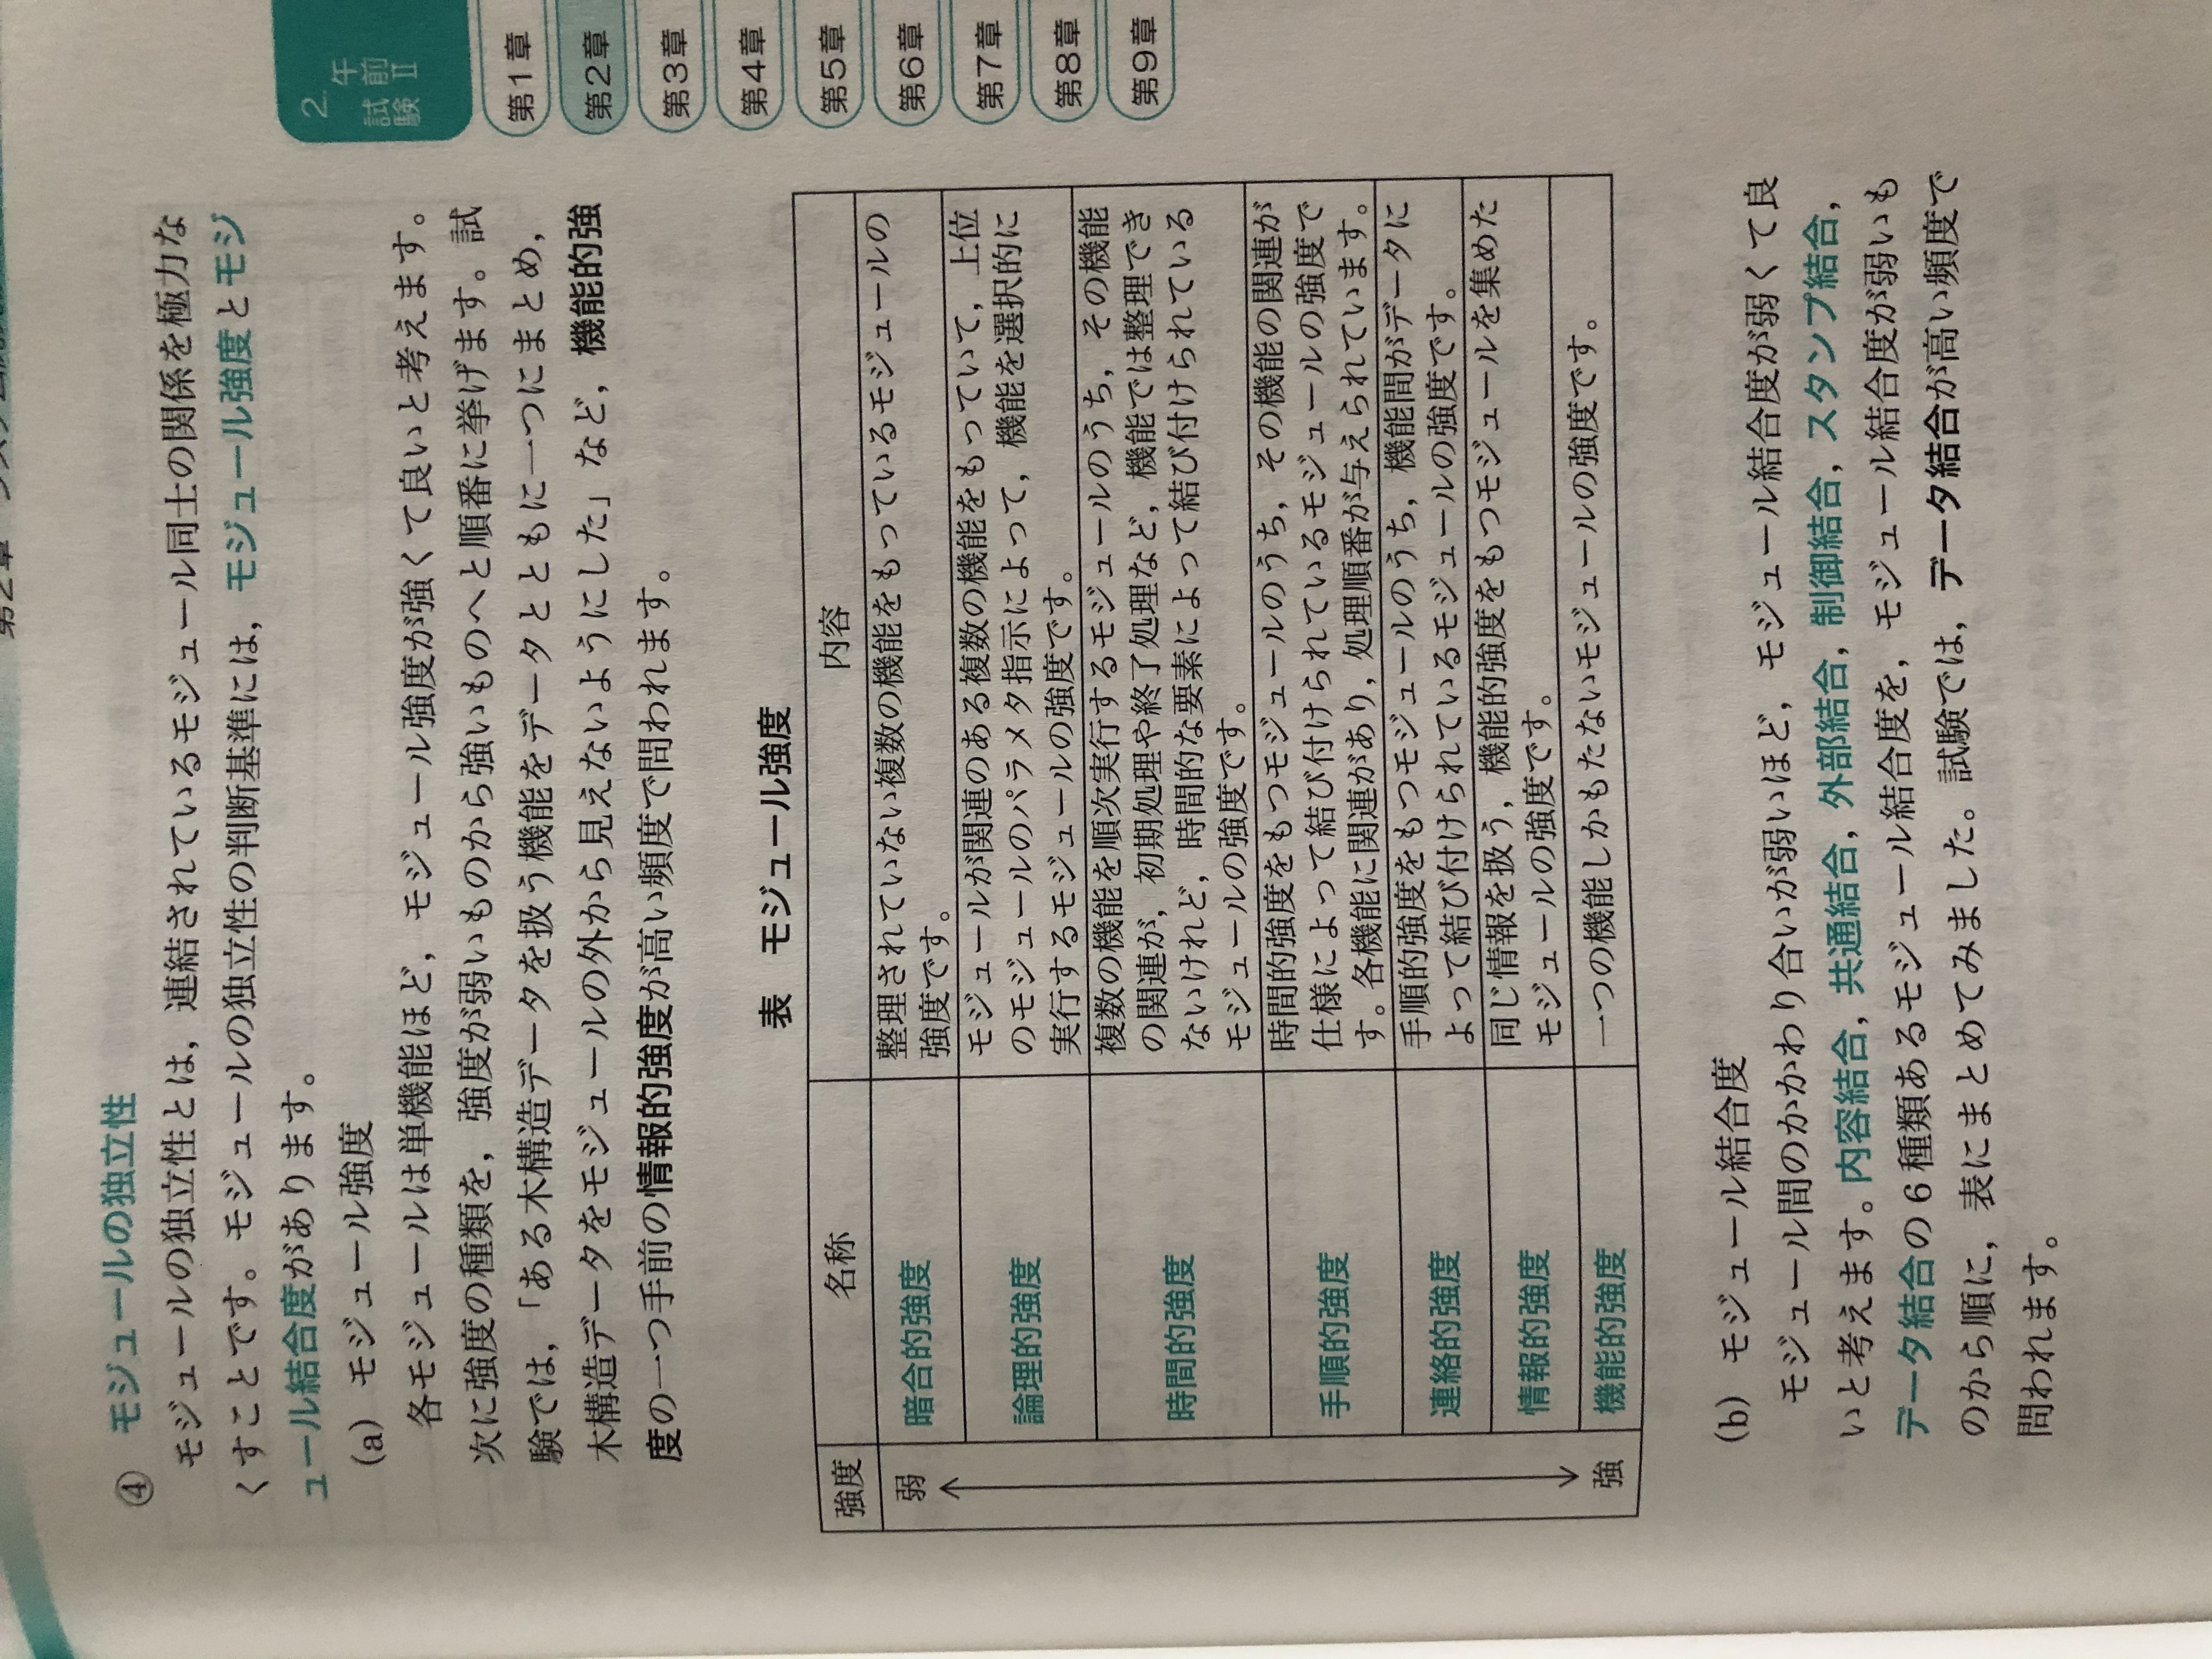 ④ モジュールの独立性
モジュールの独立性とは，連結されているモジュール同士の関係を極力な
くすことです。モジュールの独立性の判断基準には，モジュール強度とモジ
ュール結合度があります。
(a) モジュール強度
各モジュールは単機能ほど，モジュール強度が強くて良いと考えます。
次に強度の種類を，強度が弱いものから強いものへと順番に挙げます。試
験では，「ある木構造データを扱う機能をデータとともに一つにまとめ，
木構造データをモジュールの外から見えないようにした」など，機能的強
度の一つ手前の情報的強度が高い頻度で問われます。
表 モジュール強度
強度 名称 内容
弱
暗合的強度
整理されていない複数の機能をもっているモジュールの
強度です。
論理的強度
モジュールが関連のある複数の機能をもっていて，上位
のモジュールのパラメタ指示によって，機能を選択的に
実行するモジュールの強度です。
時間的強度
複数の機能を順次実行するモジュールのうち，その機能
の関連が，初期処理や終了処理など，機能では整理でき
ないけれど，時間的な要素によって結び付けられている
モジュールの強度です。
手順的強度
時間的強度をもつモジュールのうち，その機能の関連が
仕様によって結び付けられているモジュールの強度で
す。各機能に関連があり，処理順番が与えられています。
連絡的強度
手順的強度をもつモジュールのうち，機能間がデータに
よって結び付けられているモジュールの強度です。
情報的強度
同じ情報を扱う，機能的強度をもつモジュールを集めた
モジュールの強度です。
強
機能的強度
一つの機能しかもたないモジュールの強度です。
(b) モジュール結合度
モジュール間のかかわり合いが弱いほど，モジュール結合度が弱くて良
いと考えます。内容結合，共通結合，外部結合，制御結合，スタンプ結合，
データ結合の6種類あるモジュール結合度を，モジュール結合度が弱いも
のから順に，表にまとめてみました。試験では，データ結合が高い頻度で
問われます。
2.
午前Ⅱ
試験
第1章
第2章
第3章
第4章
第5章
第6章
第7章
第8章
第9章